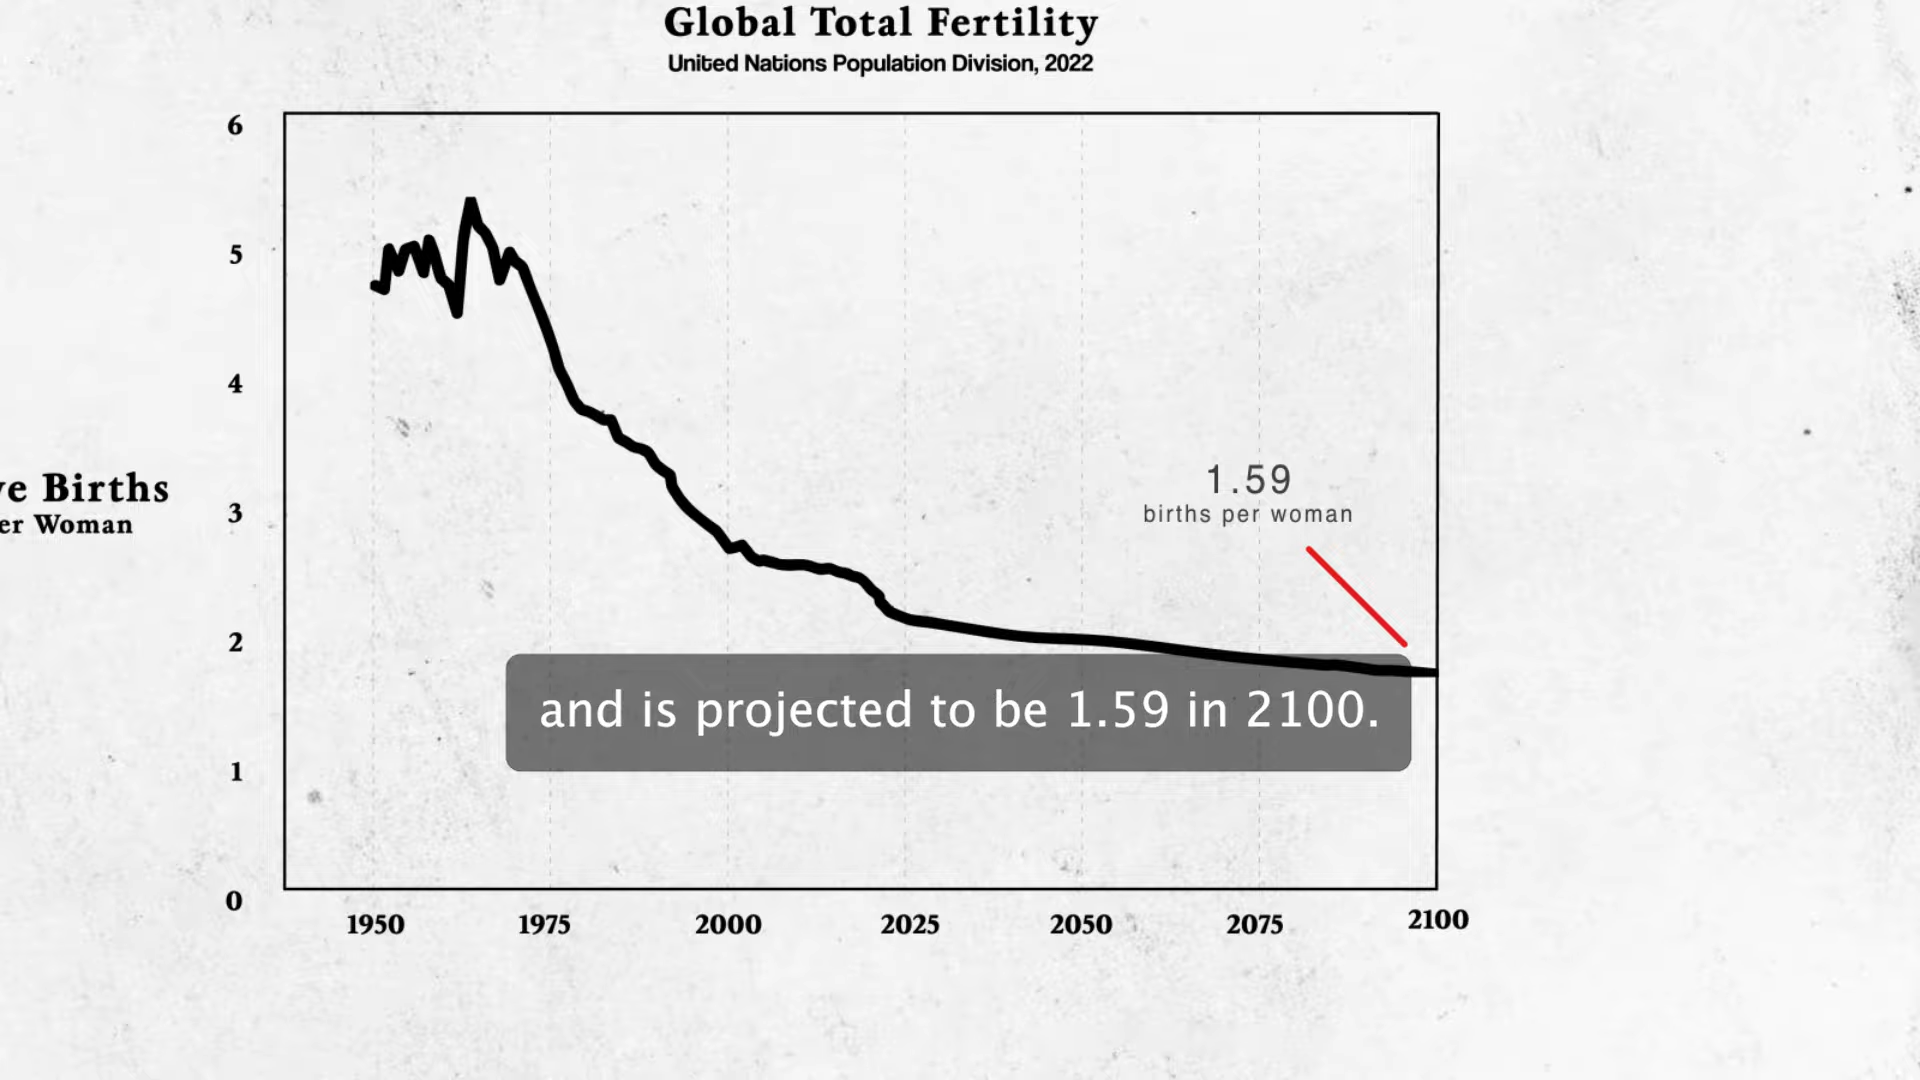 Global Total Fertility
United Nations Population Division, 2022
6
5
4
3
2
1
0
Births
Woman
1.59
births per woman
and is projected to be 1.59 in 2100.
1950 1975 2000 2025 2050 2075 2100